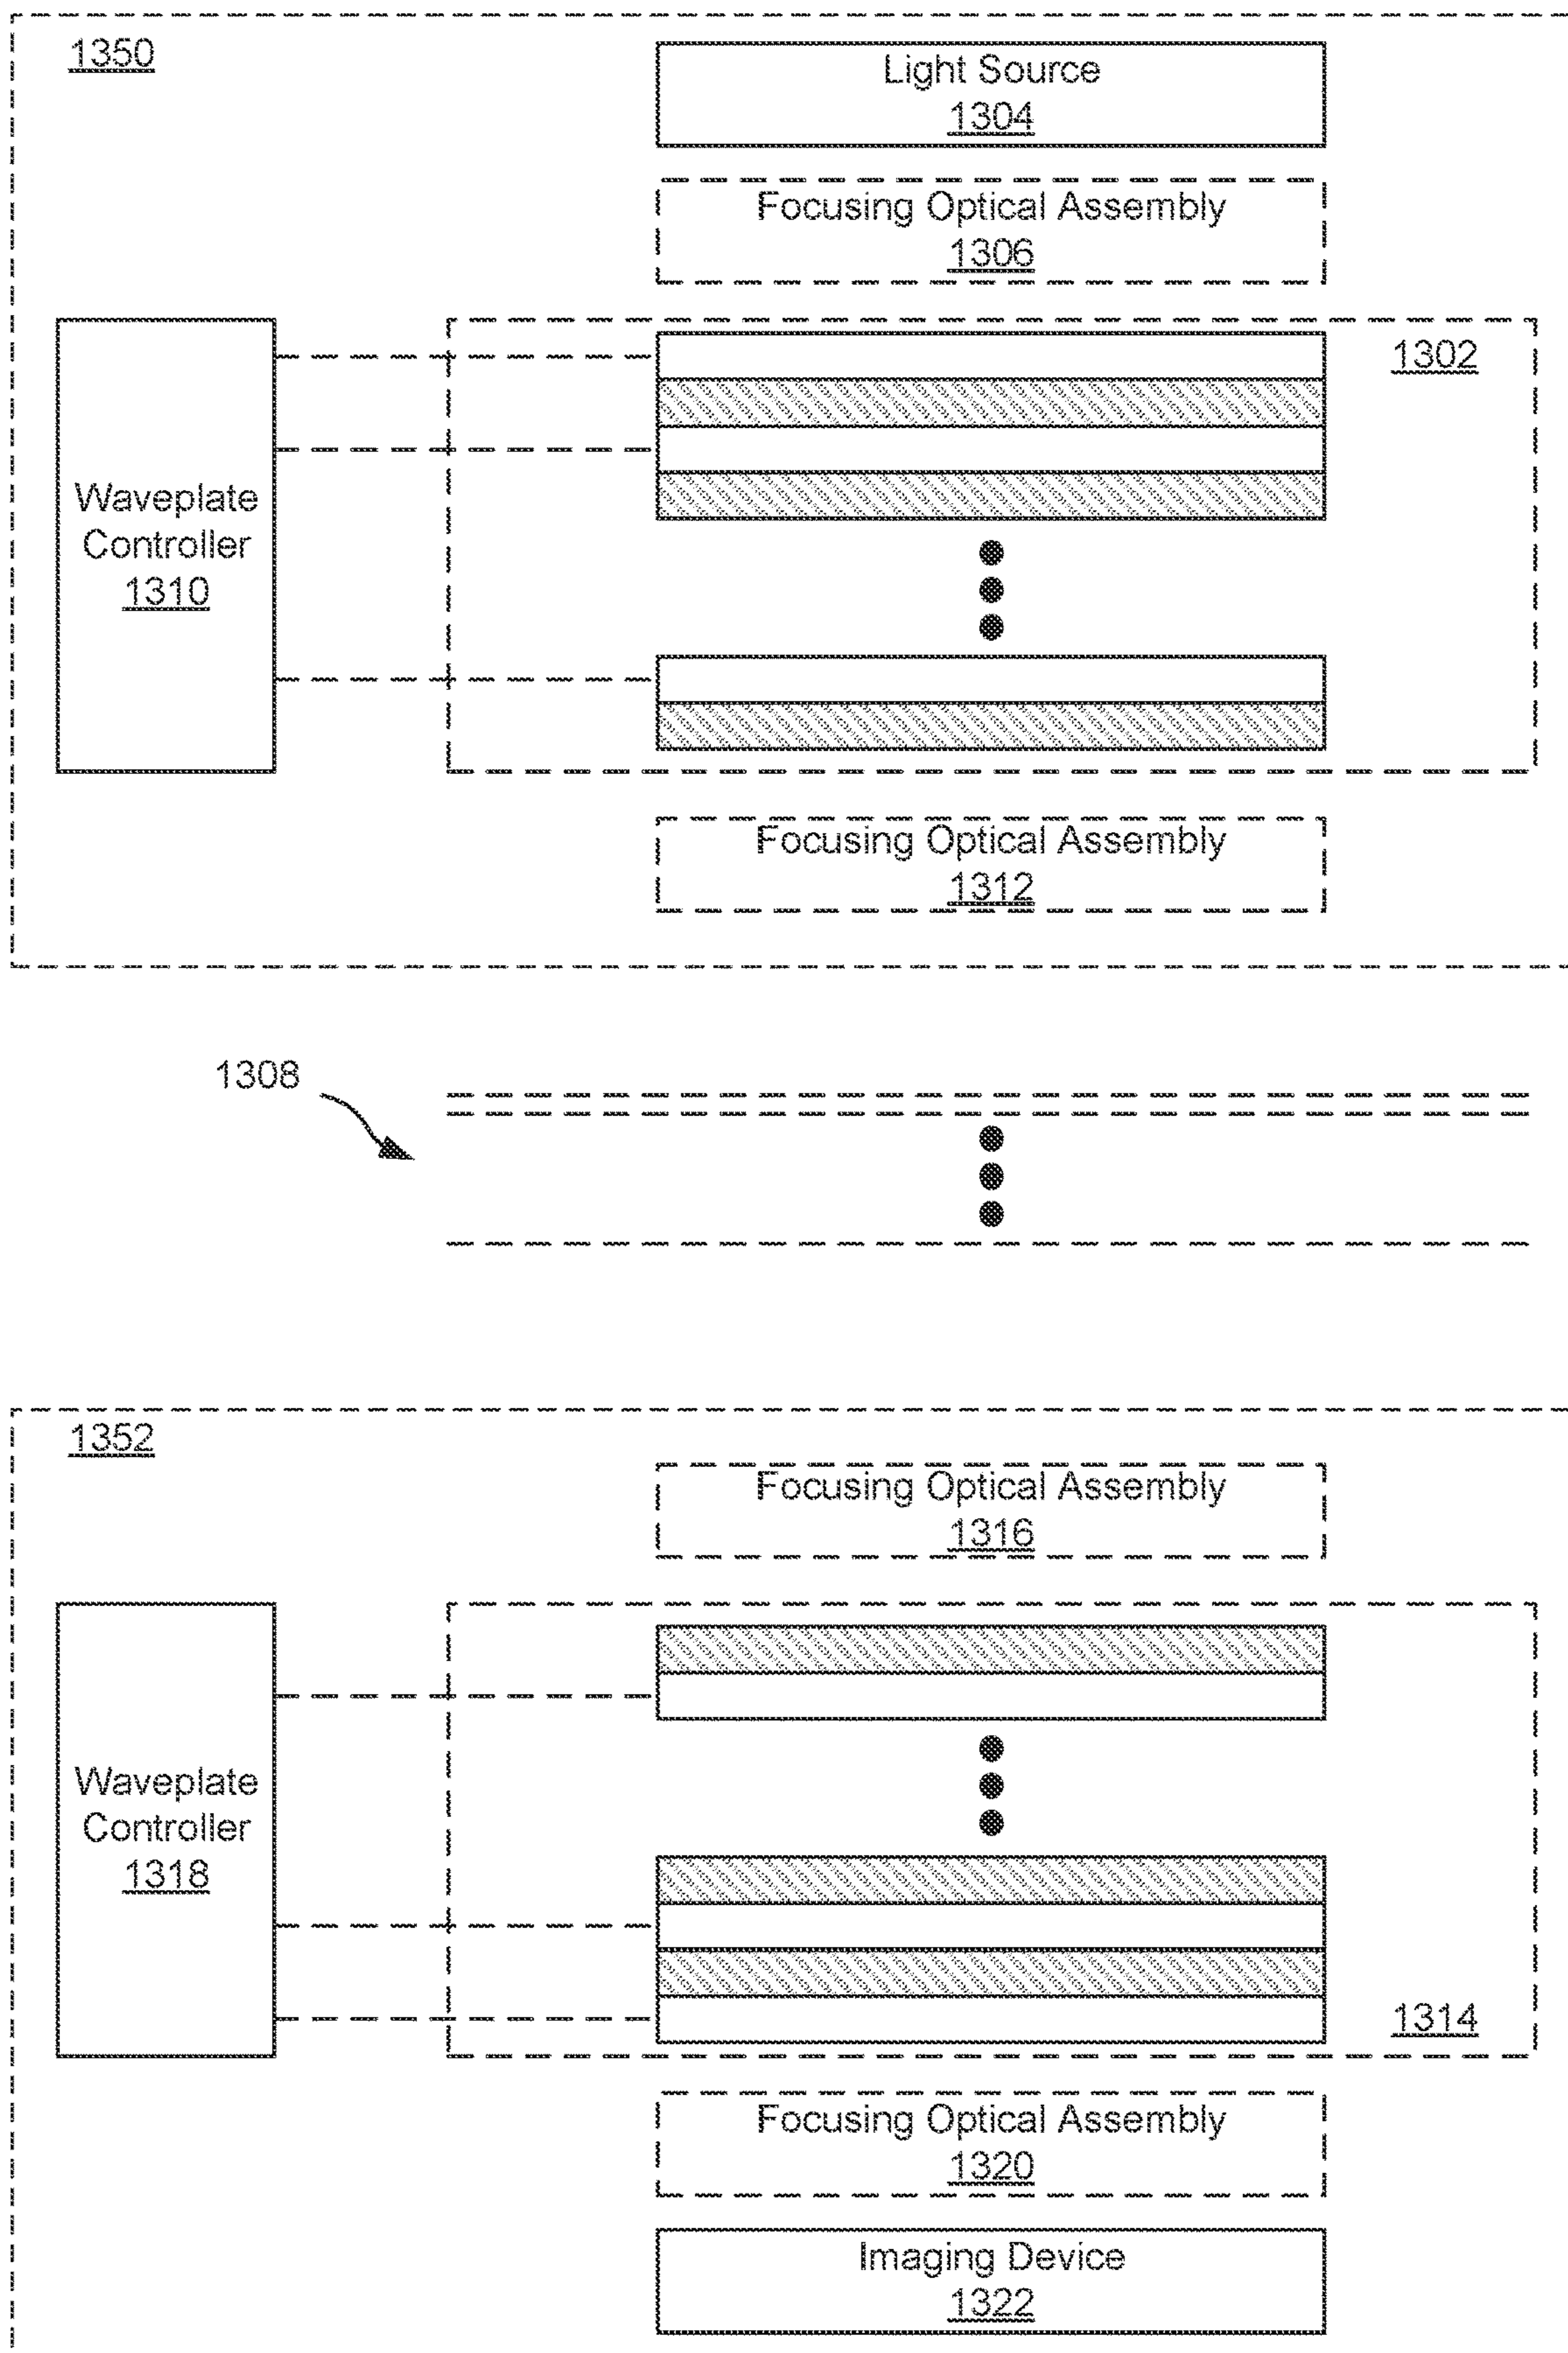 1350
Light Source
1304
Focusing Optical Assembly
1306
1302
Waveplate
Controller
1310
Focusing Optical Assembly
1312
1308
1352
Focusing Optical Assembly
1316
Waveplate
Controller
1318
1314
Focusing Optical Assembly
1320
Imaging Device
1322